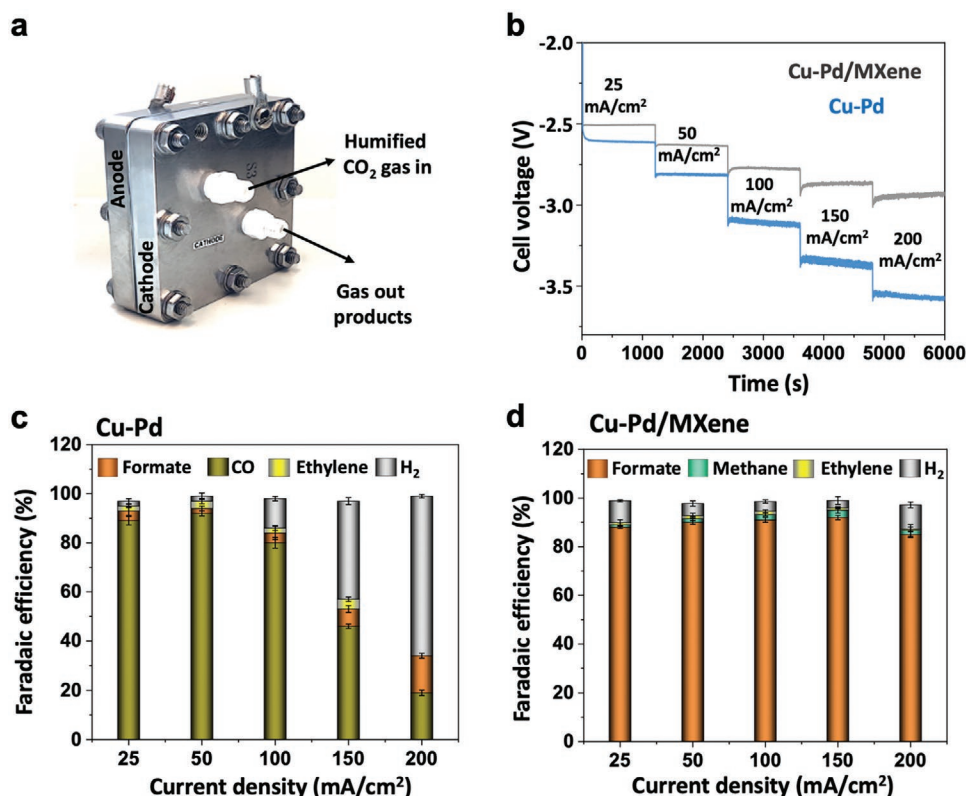 a
Anode
Cathode
CATHODE
Humified
CO₂ gas in
Gas out
products
b
Cell voltage (V)
-2.0
-2.5
-3.0
-3.5
Cu-Pd/MXene
Cu-Pd
25
mA/cm²
50
mA/cm²
100
mA/cm²
150
mA/cm²
200
mA/cm²
0 1000 2000 3000 4000 5000 6000
Time (s)
c
Cu-Pd
Faradaic efficiency (%)
120
100
80
60
40
20
0
Formate CO Ethylene H₂
25 50 100 150 200
Current density (mA/cm²)
d
Cu-Pd/MXene
Faradaic efficiency (%)
120
100
80
60
40
20
0
Formate Methane Ethylene H₂
25 50 100 150 200
Current density (mA/cm²)